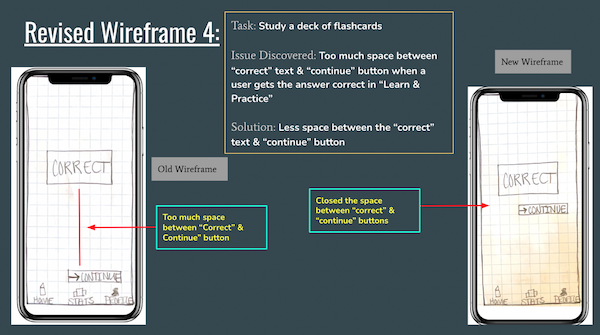 Revised Wireframe 4:
Task: Study a deck of flashcards
Issue Discovered: Too much space between
"correct" text & "continue" button when a
user gets the answer correct in "Learn &
Practice"
Solution: Less space between the "correct"
text & "continue" button
New Wireframe
Old Wireframe
CORRECT
Too much space
between "Correct" &
Continue" button
→CONTINUE
HOME STATS PROFILE
Closed the space
between "correct" &
"continue" buttons
CORRECT
→CONTINUE
HOME STATS PROFILE